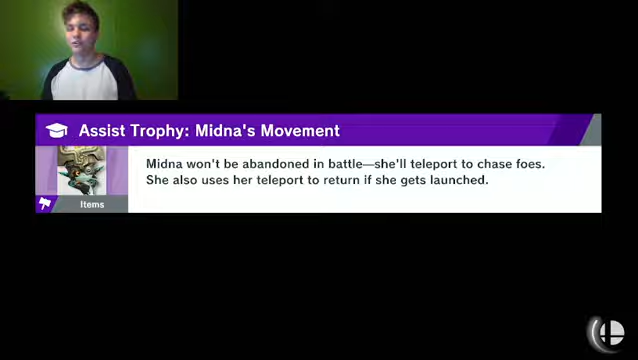 Assist Trophy: Midna's Movement
Midna won't be abandoned in battle—she'll teleport to chase foes.
She also uses her teleport to return if she gets launched.
Items